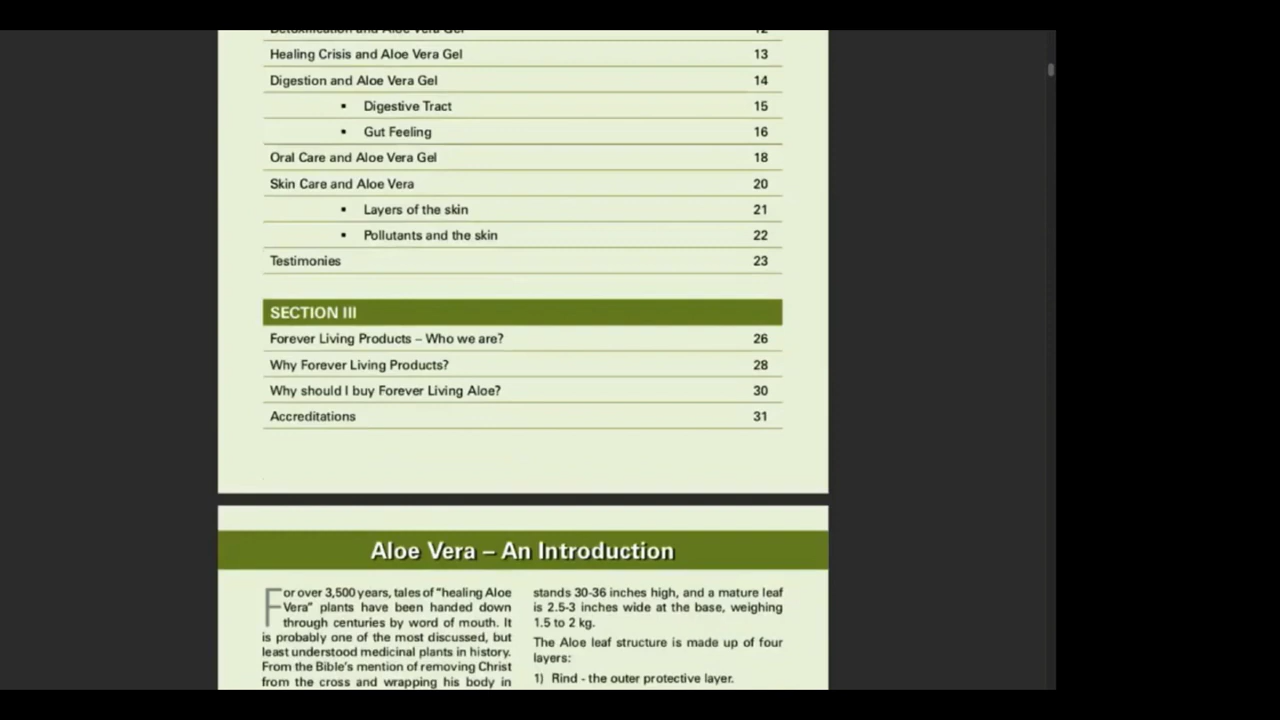 Detoxification and Aloe Vera Gel 12
Healing Crisis and Aloe Vera Gel 13
Digestion and Aloe Vera Gel 14
▪ Digestive Tract 15
▪ Gut Feeling 16
Oral Care and Aloe Vera Gel 18
Skin Care and Aloe Vera 20
▪ Layers of the skin 21
▪ Pollutants and the skin 22
Testimonies 23
SECTION III
Forever Living Products – Who we are? 26
Why Forever Living Products? 28
Why should I buy Forever Living Aloe? 30
Accreditations 31
Aloe Vera – An Introduction
For over 3,500 years, tales of “healing Aloe
Vera” plants have been handed down
through centuries by word of mouth. It
is probably one of the most discussed, but
least understood medicinal plants in history.
From the Bible’s mention of removing Christ
from the cross and wrapping his body in
stands 30-36 inches high, and a mature leaf
is 2.5-3 inches wide at the base, weighing
1.5 to 2 kg.
The Aloe leaf structure is made up of four
layers:
1) Rind - the outer protective layer.